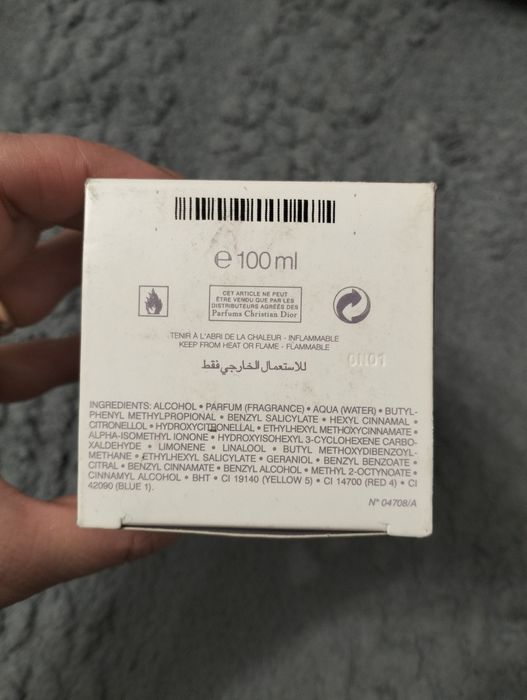 ℮ 100 ml
CET ARTICLE NE PEUT
ÊTRE VENDU QUE PAR LES
DISTRIBUTEURS AGRÉÉS DES
Parfums Christian Dior
TENIR À L'ABRI DE LA CHALEUR - INFLAMMABLE
KEEP FROM HEAT OR FLAME - FLAMMABLE
للاستعمال الخارجي فقط
01101
INGREDIENTS: ALCOHOL • PARFUM (FRAGRANCE) • AQUA (WATER) • BUTYL-
PHENYL METHYLPROPIONAL • BENZYL SALICYLATE • HEXYL CINNAMAL •
CITRONELLOL • HYDROXYCITRONELLAL • ETHYLHEXYL METHOXYCINNAMATE •
ALPHA-ISOMETHYL IONONE • HYDROXYISOHEXYL 3-CYCLOHEXENE CARBO-
XALDEHYDE • LIMONENE • LINALOOL • BUTYL METHOXYDIBENZOYL-
METHANE • ETHYLHEXYL SALICYLATE • GERANIOL • BENZYL BENZOATE •
CITRAL • BENZYL CINNAMATE • BENZYL ALCOHOL • METHYL 2-OCTYNOATE •
CINNAMYL ALCOHOL • BHT • CI 19140 (YELLOW 5) • CI 14700 (RED 4) • CI
42090 (BLUE 1).
N° 04708/A